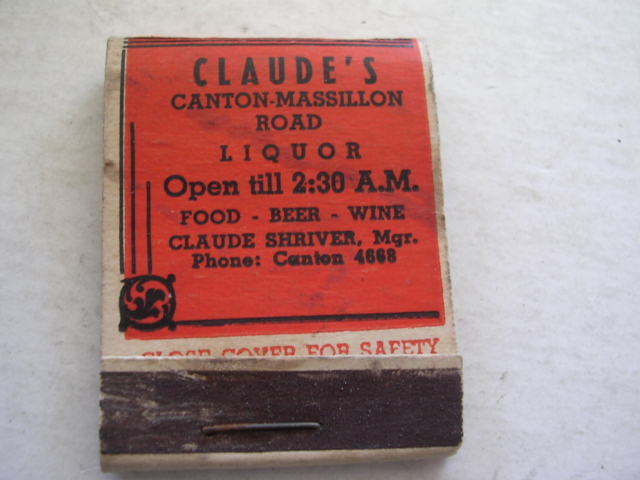 CLAUDE'S
CANTON-MASSILLON
ROAD
LIQUOR
Open till 2:30 A.M.
FOOD - BEER - WINE
CLAUDE SHRIVER, Mgr.
Phone: Canton 4668
CLOSE COVER FOR SAFETY